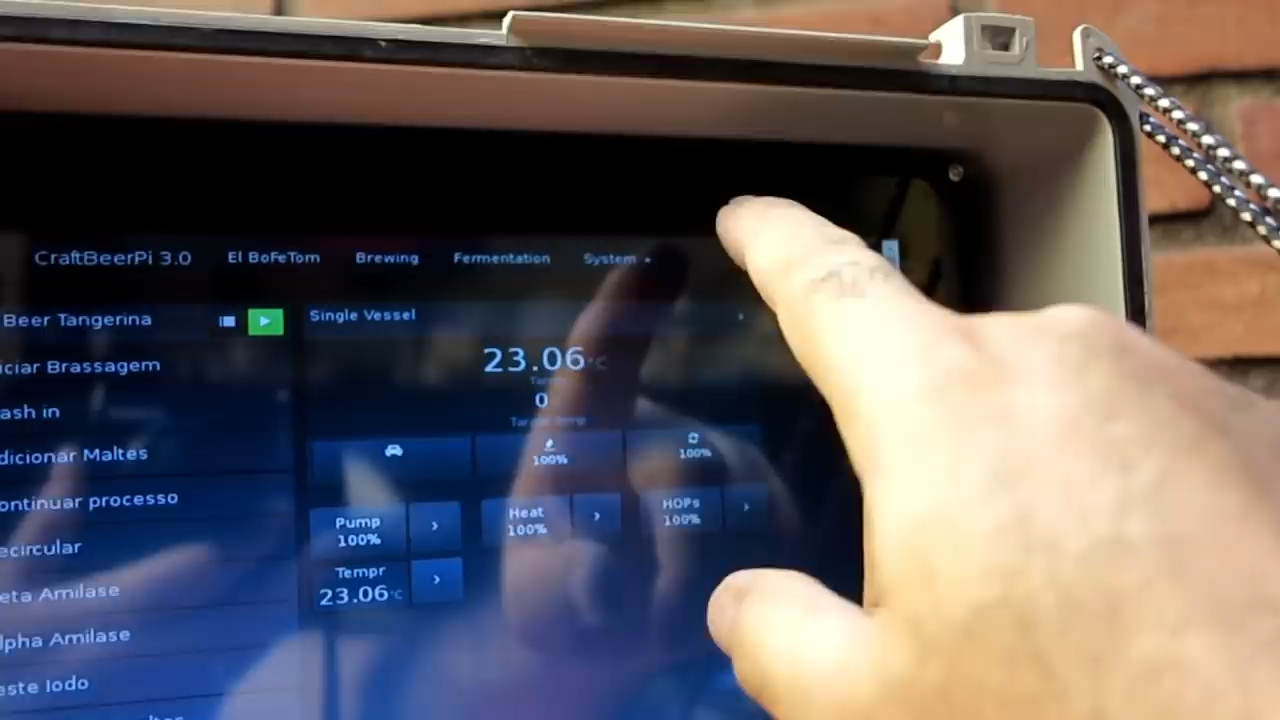 CraftBeerPi 3.0 El BoFeTom Brewing Fermentation System
Beer Tangerina
Single Vessel
iciar Brassagem
23.06°C
ash in
0
Target Temp
dicionar Maltes
100%
100%
ontinuar processo
Pump
100%
Heat
100%
HOPs
100%
ecircular
Tempr
23.06°C
eta Amilase
lpha Amilase
este Iodo